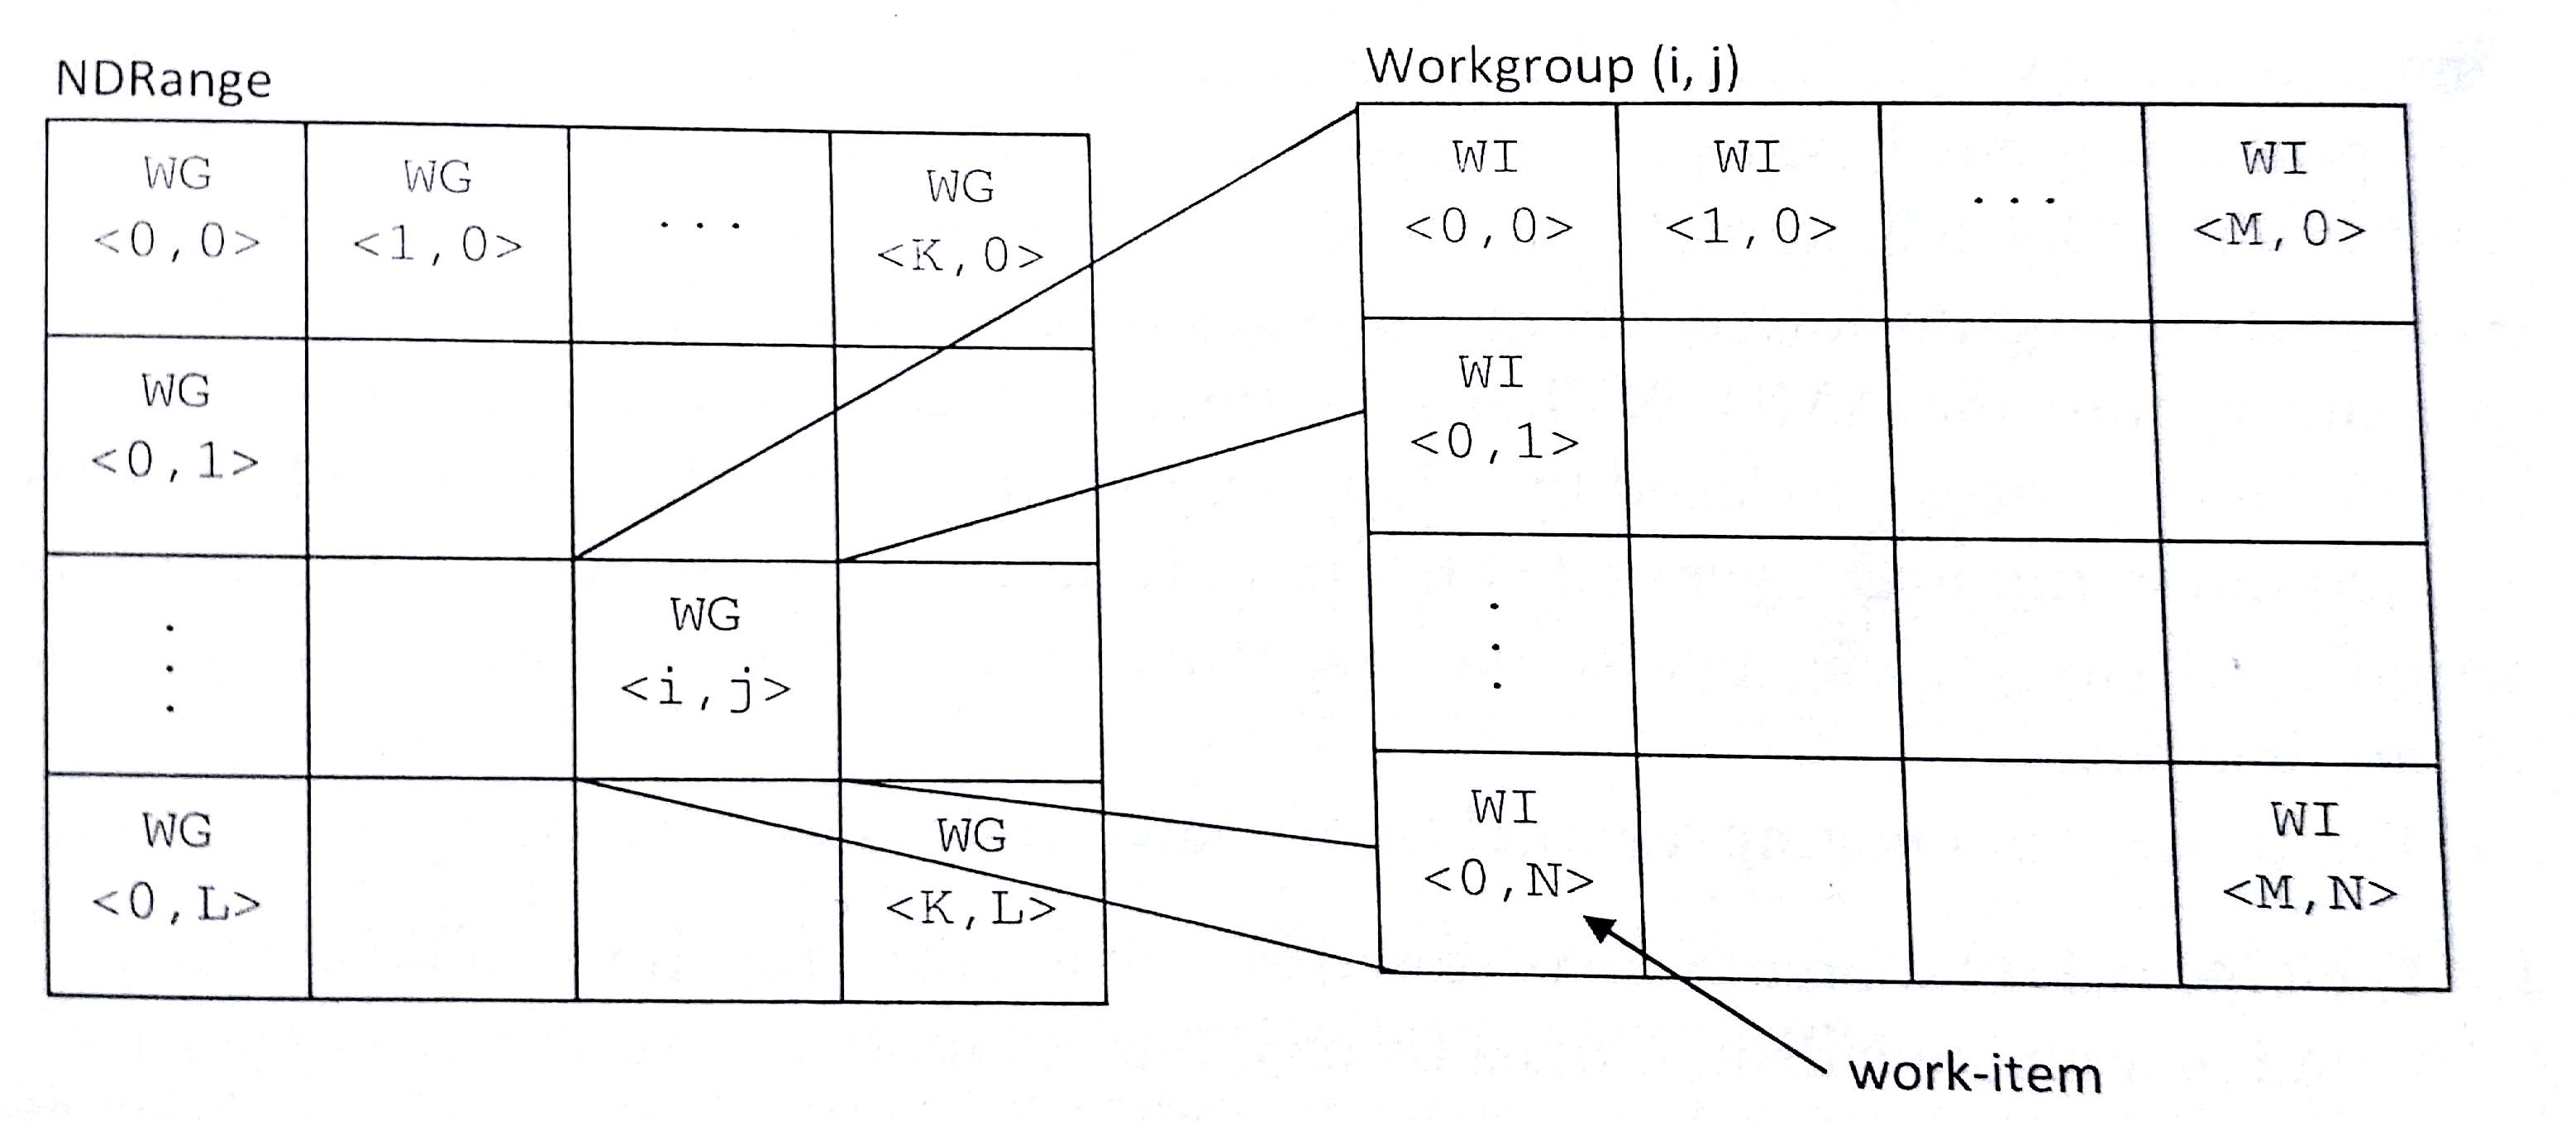 NDRange
WG
<0,0>
WG
<1,0>
...
WG
<K,0>
WG
<0,1>
.
.
.
WG
<i,j>
WG
<0,L>
WG
<K,L>
Workgroup (i, j)
WI
<0,0>
WI
<1,0>
...
WI
<M,0>
WI
<0,1>
.
.
.
WI
<0,N>
WI
<M,N>
work-item